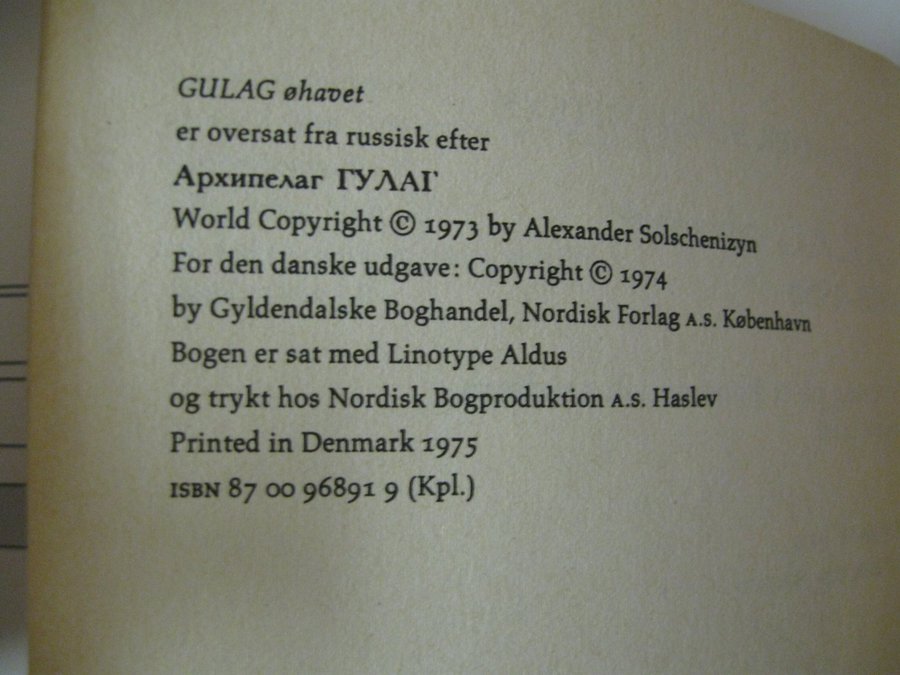 GULAG øhavet
er oversat fra russisk efter
Архипелаг ГУЛАГ
World Copyright © 1973 by Alexander Solschenizyn
For den danske udgave: Copyright © 1974
by Gyldendalske Boghandel, Nordisk Forlag A.S. København
Bogen er sat med Linotype Aldus
og trykt hos Nordisk Bogproduktion A.S. Haslev
Printed in Denmark 1975
ISBN 87 00 96891 9 (Kpl.)